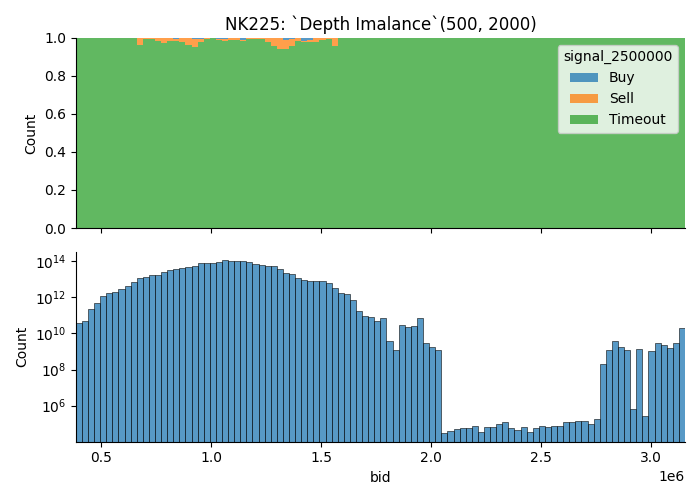 NK225: `Depth Imalance`(500, 2000)
1.0
0.8
0.6
0.4
0.2
0.0
Count
signal_2500000
Buy
Sell
Timeout
10^14
10^12
10^10
10^8
10^6
Count
0.5 1.0 1.5 2.0 2.5 3.0
1e6
bid